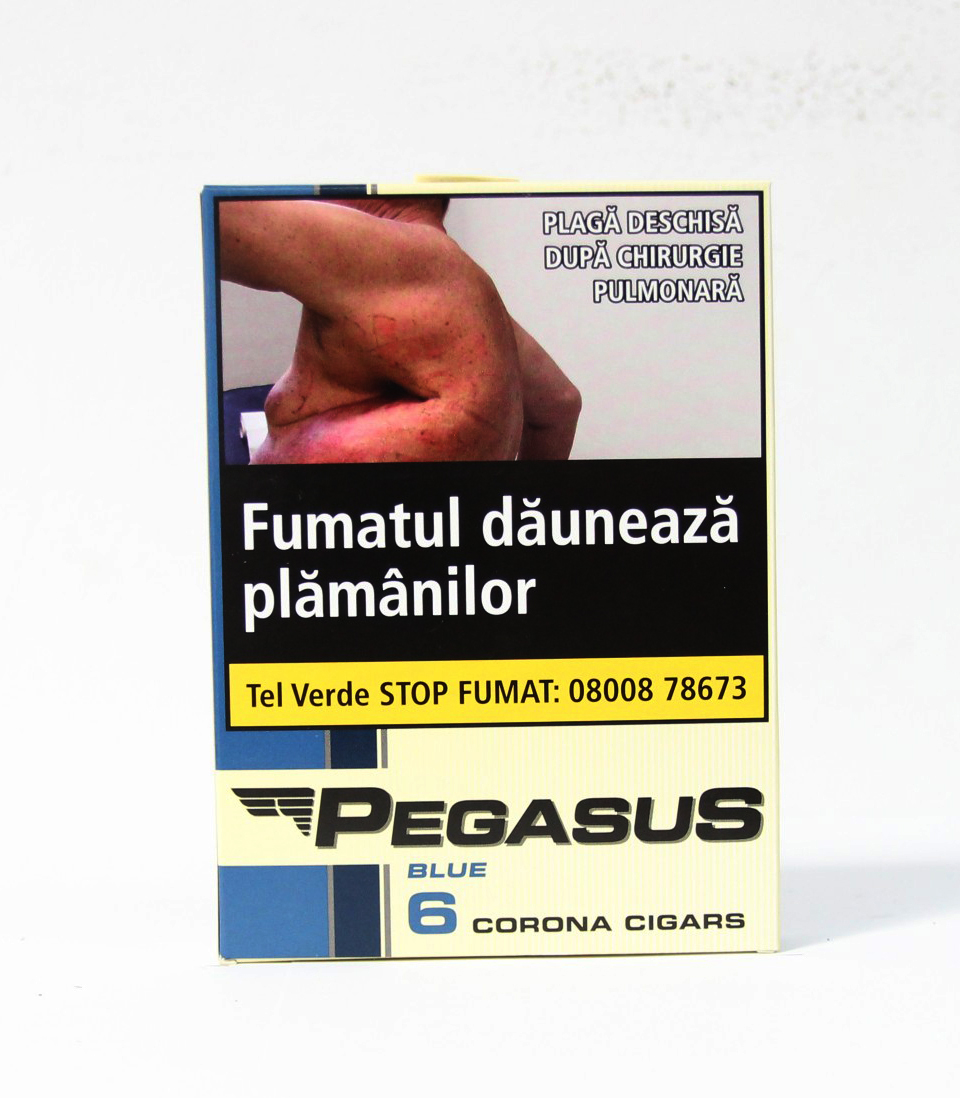 PLAGĂ DESCHISĂ
DUPĂ CHIRURGIE
PULMONARĂ
Fumatul dăunează
plămânilor
Tel Verde STOP FUMAT: 08008 78673
PEGASUS
BLUE
6 CORONA CIGARS